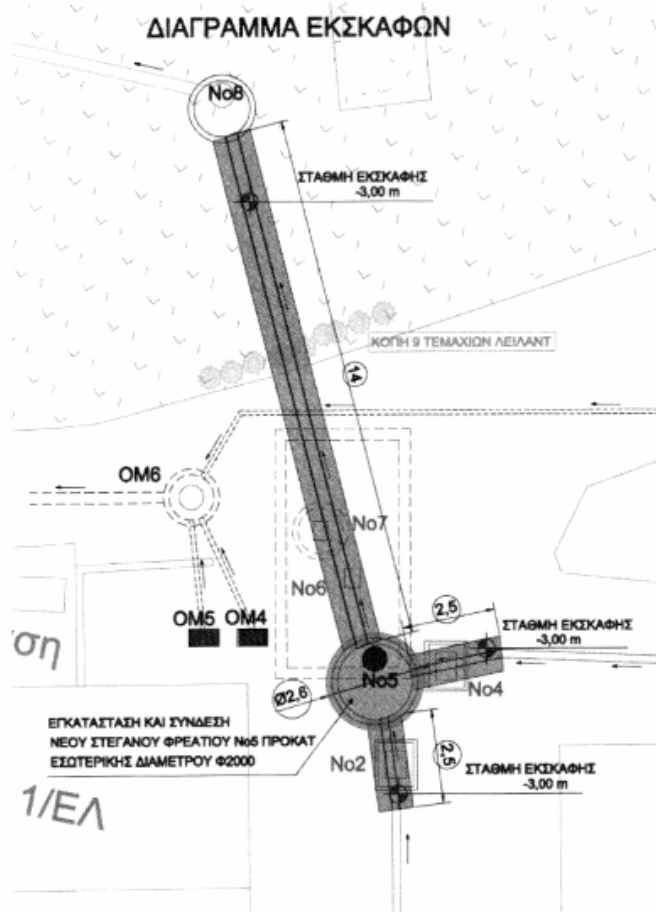 ΔΙΑΓΡΑΜΜΑ ΕΚΣΚΑΦΩΝ
No8
ΣΤΑΘΜΗ ΕΚΣΚΑΦΗΣ
-3,00 m
ΚΟΠΗ 9 ΤΕΜΑΧΙΩΝ ΛΕΙΛΑΝΤ
14
OM6
No7
No6
OM5 OM4
2,5
ΣΤΑΘΜΗ ΕΚΣΚΑΦΗΣ
-3,00 m
ση
No5
No4
Ø2,6
ΕΓΚΑΤΑΣΤΑΣΗ ΚΑΙ ΣΥΝΔΕΣΗ
ΝΕΟΥ ΣΤΕΓΑΝΟΥ ΦΡΕΑΤΙΟΥ No5 ΠΡΟΚΑΤ
ΕΣΩΤΕΡΙΚΗΣ ΔΙΑΜΕΤΡΟΥ Φ2000
No2
2,5
ΣΤΑΘΜΗ ΕΚΣΚΑΦΗΣ
-3,00 m
1/ΕΛ